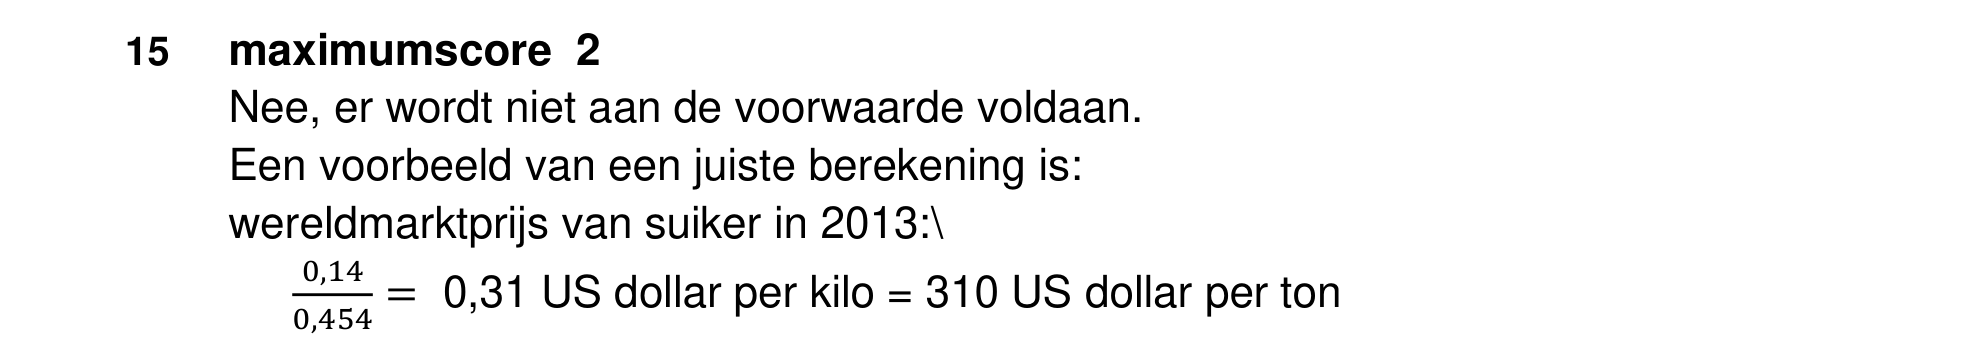 15 maximumscore 2
Nee, er wordt niet aan de voorwaarde voldaan.
Een voorbeeld van een juiste berekening is:
wereldmarktprijs van suiker in 2013:\
0,14/0,454 = 0,31 US dollar per kilo = 310 US dollar per ton